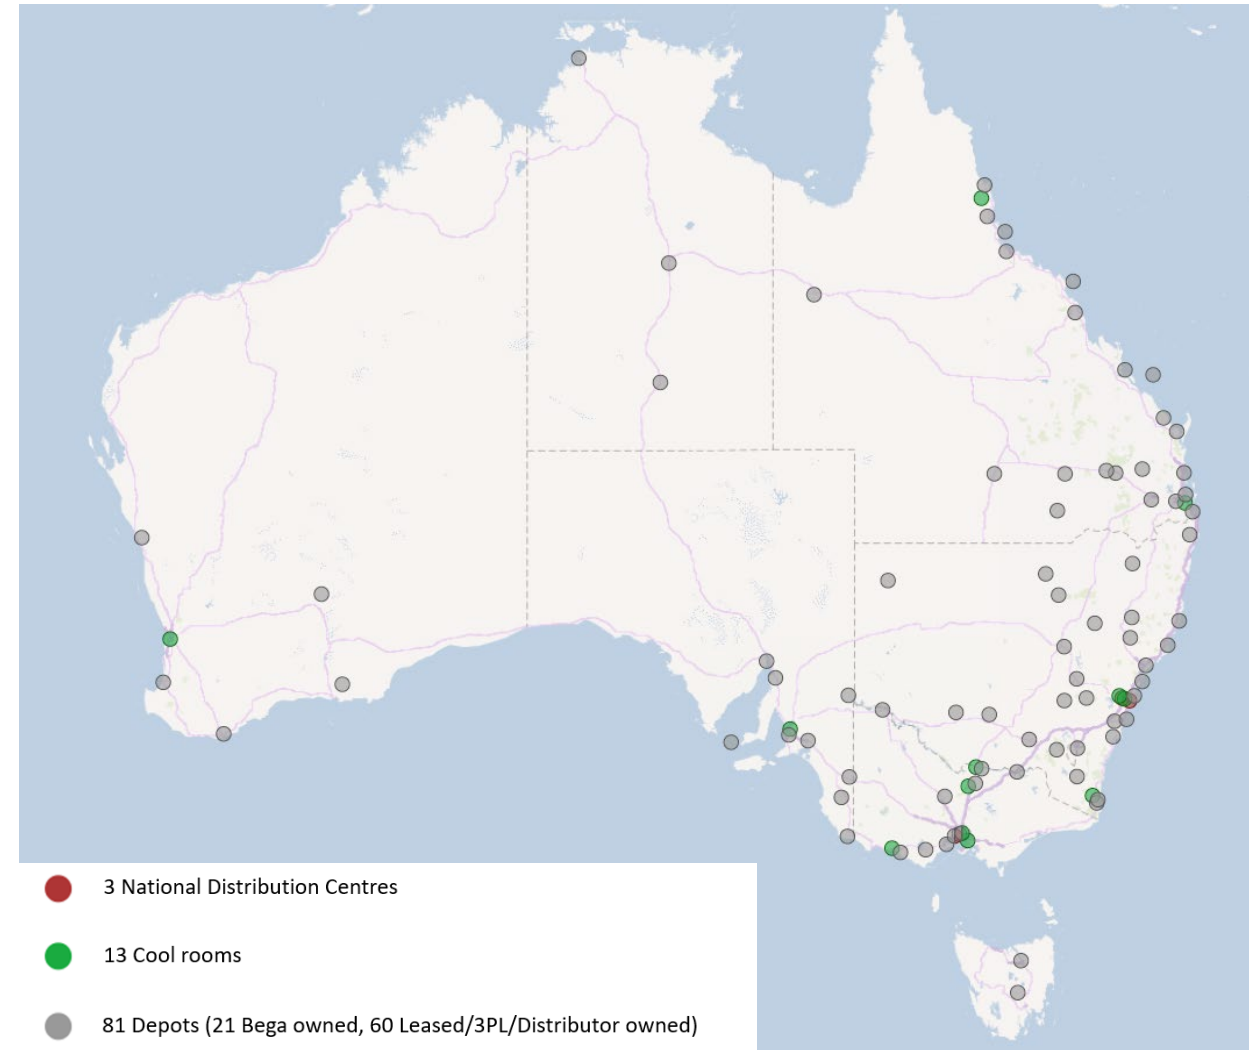 3 National Distribution Centres
13 Cool rooms
81 Depots (21 Bega owned, 60 Leased/3PL/Distributor owned)